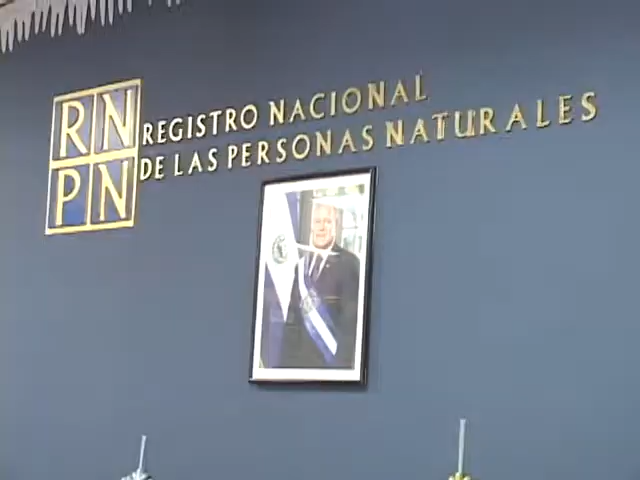 RN
PN
REGISTRO NACIONAL
DE LAS PERSONAS NATURALES